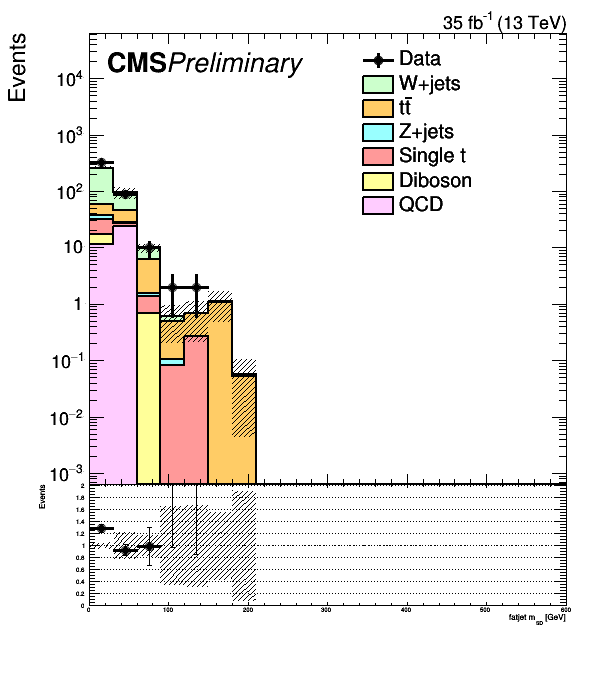 35 fb⁻¹ (13 TeV)
Events
CMS Preliminary
Data
W+jets
tt̄
Z+jets
Single t
Diboson
QCD
10⁴
10³
10²
10
1
10⁻¹
10⁻²
10⁻³
Events
2
1.8
1.6
1.4
1.2
1
0.8
0.6
0.4
0.2
0
0 100 200 300 400 500 600
fatjet m_SD [GeV]